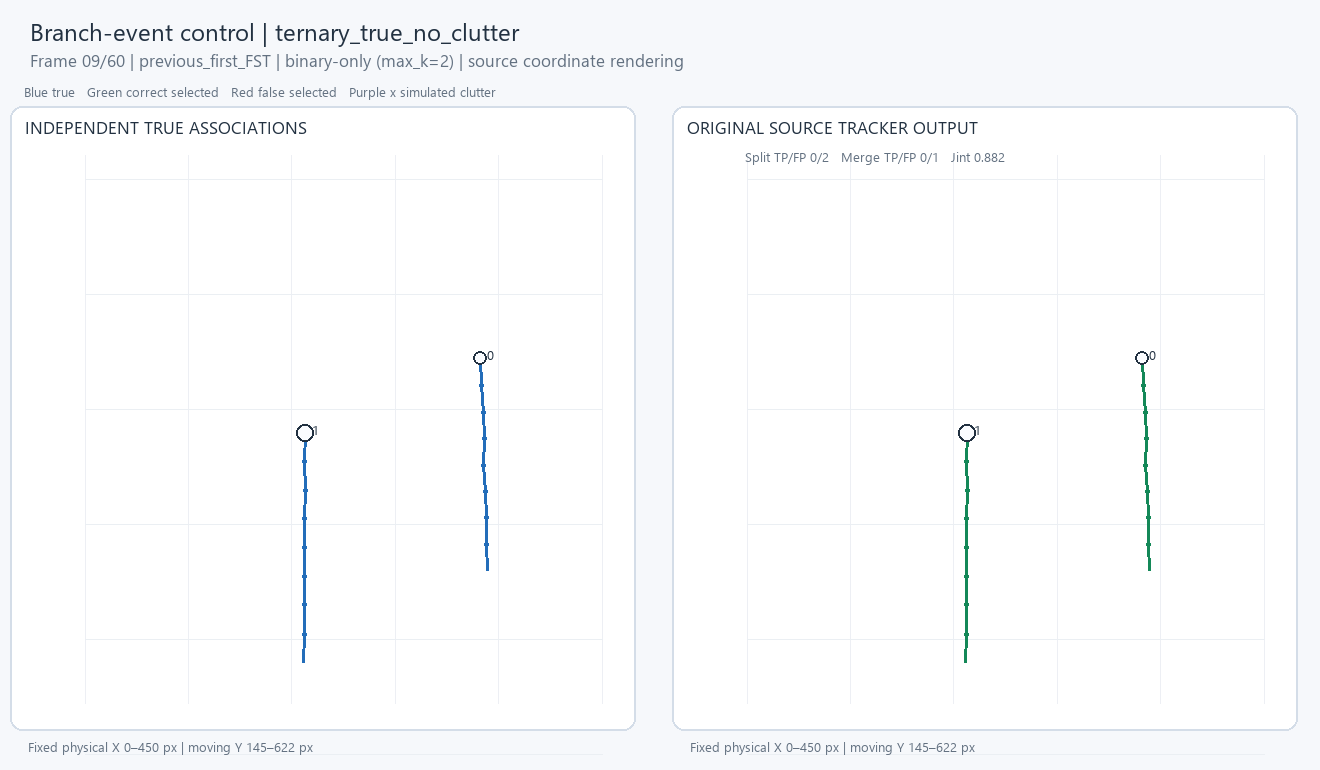 Branch-event control | ternary_true_no_clutter
Frame 09/60 | previous_first_FST | binary-only (max_k=2) | source coordinate rendering
Blue true   Green correct selected   Red false selected   Purple x simulated clutter
INDEPENDENT TRUE ASSOCIATIONS
0
1
Fixed physical X 0–450 px | moving Y 145–622 px
ORIGINAL SOURCE TRACKER OUTPUT
Split TP/FP 0/2   Merge TP/FP 0/1   Jint 0.882
0
1
Fixed physical X 0–450 px | moving Y 145–622 px